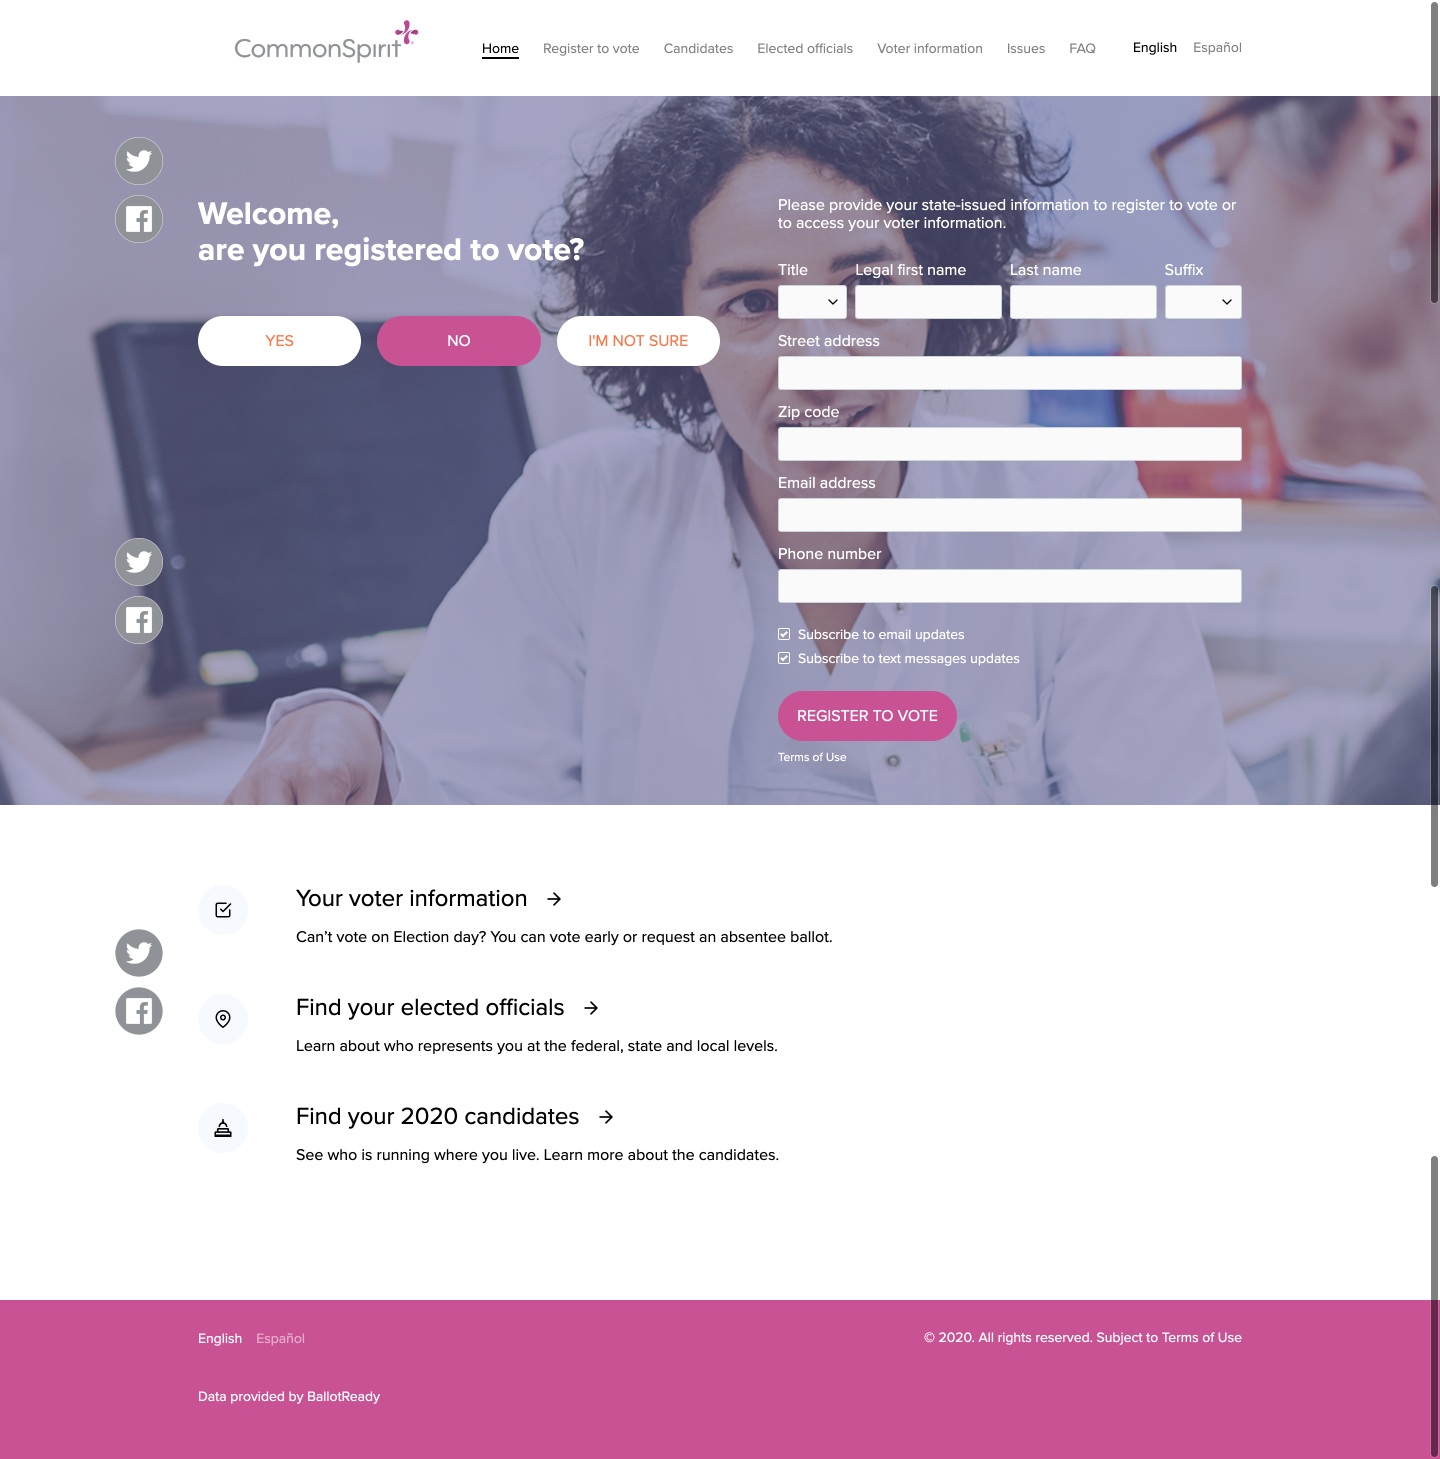 CommonSpirit
Home Register to vote Candidates Elected officials Voter information Issues FAQ English Español
Welcome,
are you registered to vote?
YES NO I'M NOT SURE
Please provide your state-issued information to register to vote or
to access your voter information.
Title Legal first name Last name Suffix
Street address
Zip code
Email address
Phone number
Subscribe to email updates
Subscribe to text messages updates
REGISTER TO VOTE
Terms of Use
Your voter information
Can’t vote on Election day? You can vote early or request an absentee ballot.
Find your elected officials
Learn about who represents you at the federal, state and local levels.
Find your 2020 candidates
See who is running where you live. Learn more about the candidates.
English Español
© 2020. All rights reserved. Subject to Terms of Use
Data provided by BallotReady